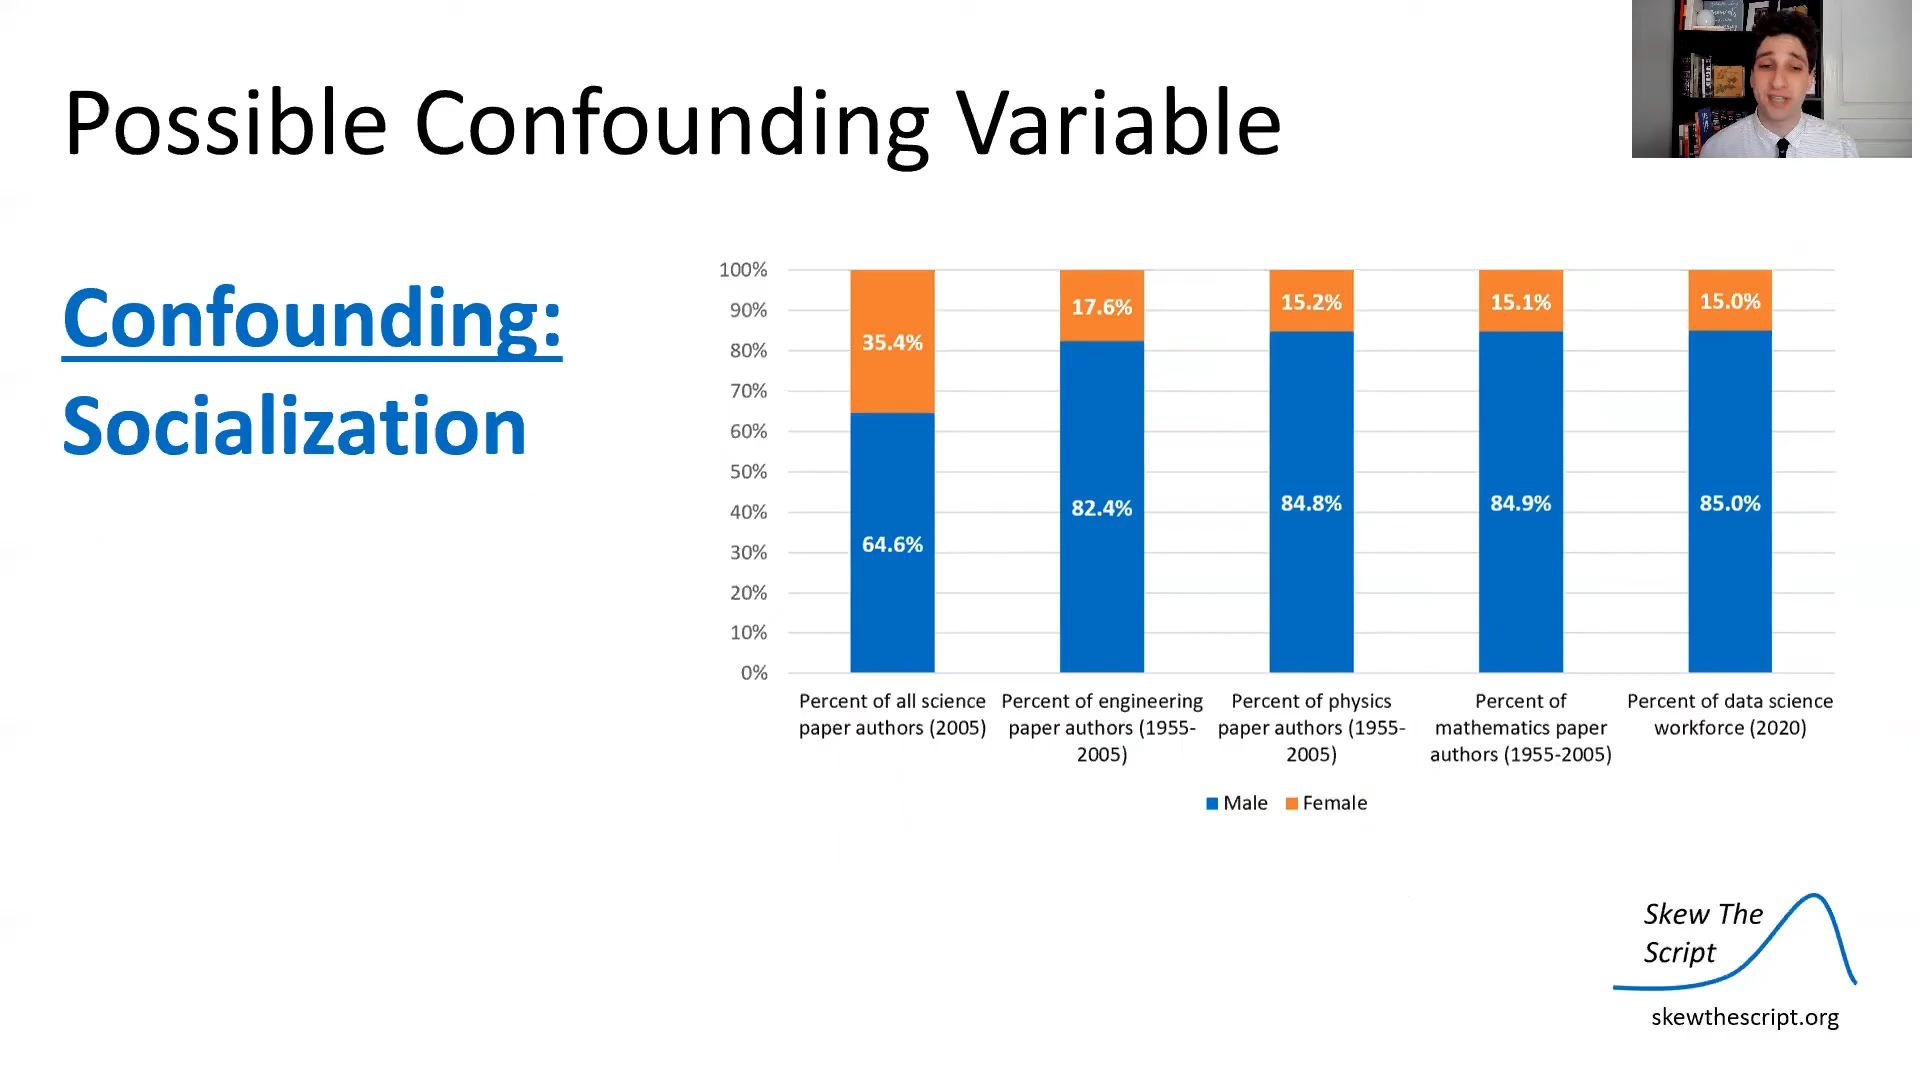 Possible Confounding Variable
Confounding:
Socialization
100%
90%
80%
70%
60%
50%
40%
30%
20%
10%
0%
35.4%
64.6%
17.6%
82.4%
15.2%
84.8%
15.1%
84.9%
15.0%
85.0%
Percent of all science
paper authors (2005)
Percent of engineering
paper authors (1955-
2005)
Percent of physics
paper authors (1955-
2005)
Percent of
mathematics paper
authors (1955-2005)
Percent of data science
workforce (2020)
Male
Female
Skew The
Script
skewthescript.org